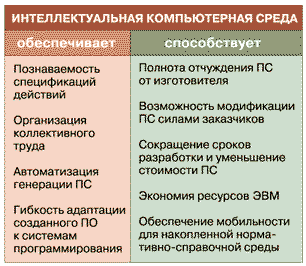 ИНТЕЛЛЕКТУАЛЬНАЯ КОМПЬЮТЕРНАЯ СРЕДА
обеспечивает
Познаваемость
спецификаций
действий
Организация
коллективного
труда
Автоматизация
генерации ПС
Гибкость адаптации
созданного ПО
к системам
программирования
способствует
Полнота отчуждения ПС
от изготовителя
Возможность модификации
ПС силами заказчиков
Сокращение сроков
разработки и уменьшение
стоимости ПС
Экономия ресурсов ЭВМ
Обеспечение мобильности
для накопленной норма-
тивно-справочной среды